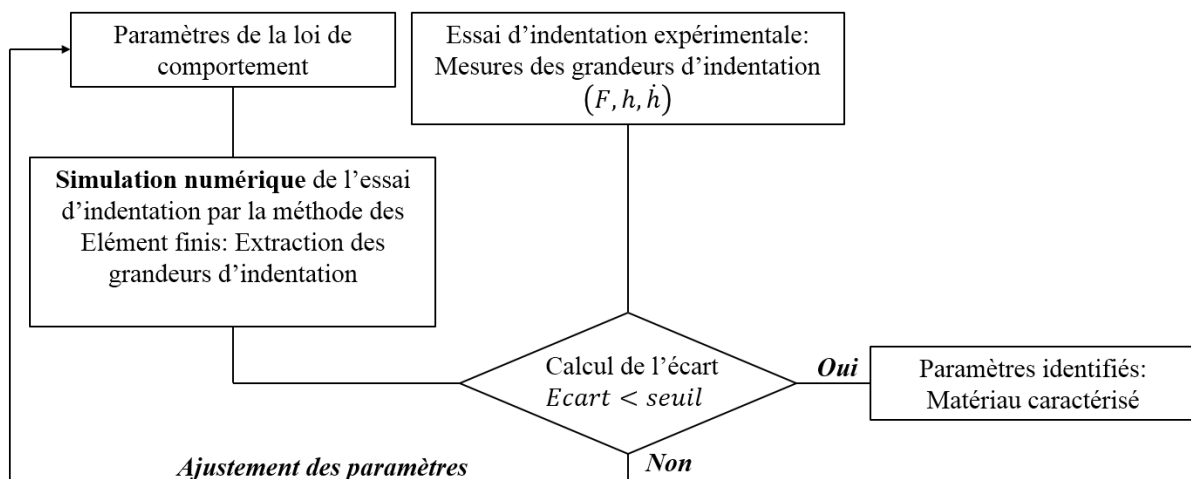 Paramètres de la loi de
comportement
Essai d’indentation expérimentale:
Mesures des grandeurs d’indentation
(F, h, ḣ)
Simulation numérique de l’essai
d’indentation par la méthode des
Elément finis: Extraction des
grandeurs d’indentation
Calcul de l’écart
Ecart < seuil
Oui
Paramètres identifiés:
Matériau caractérisé
Ajustement des paramètres
Non